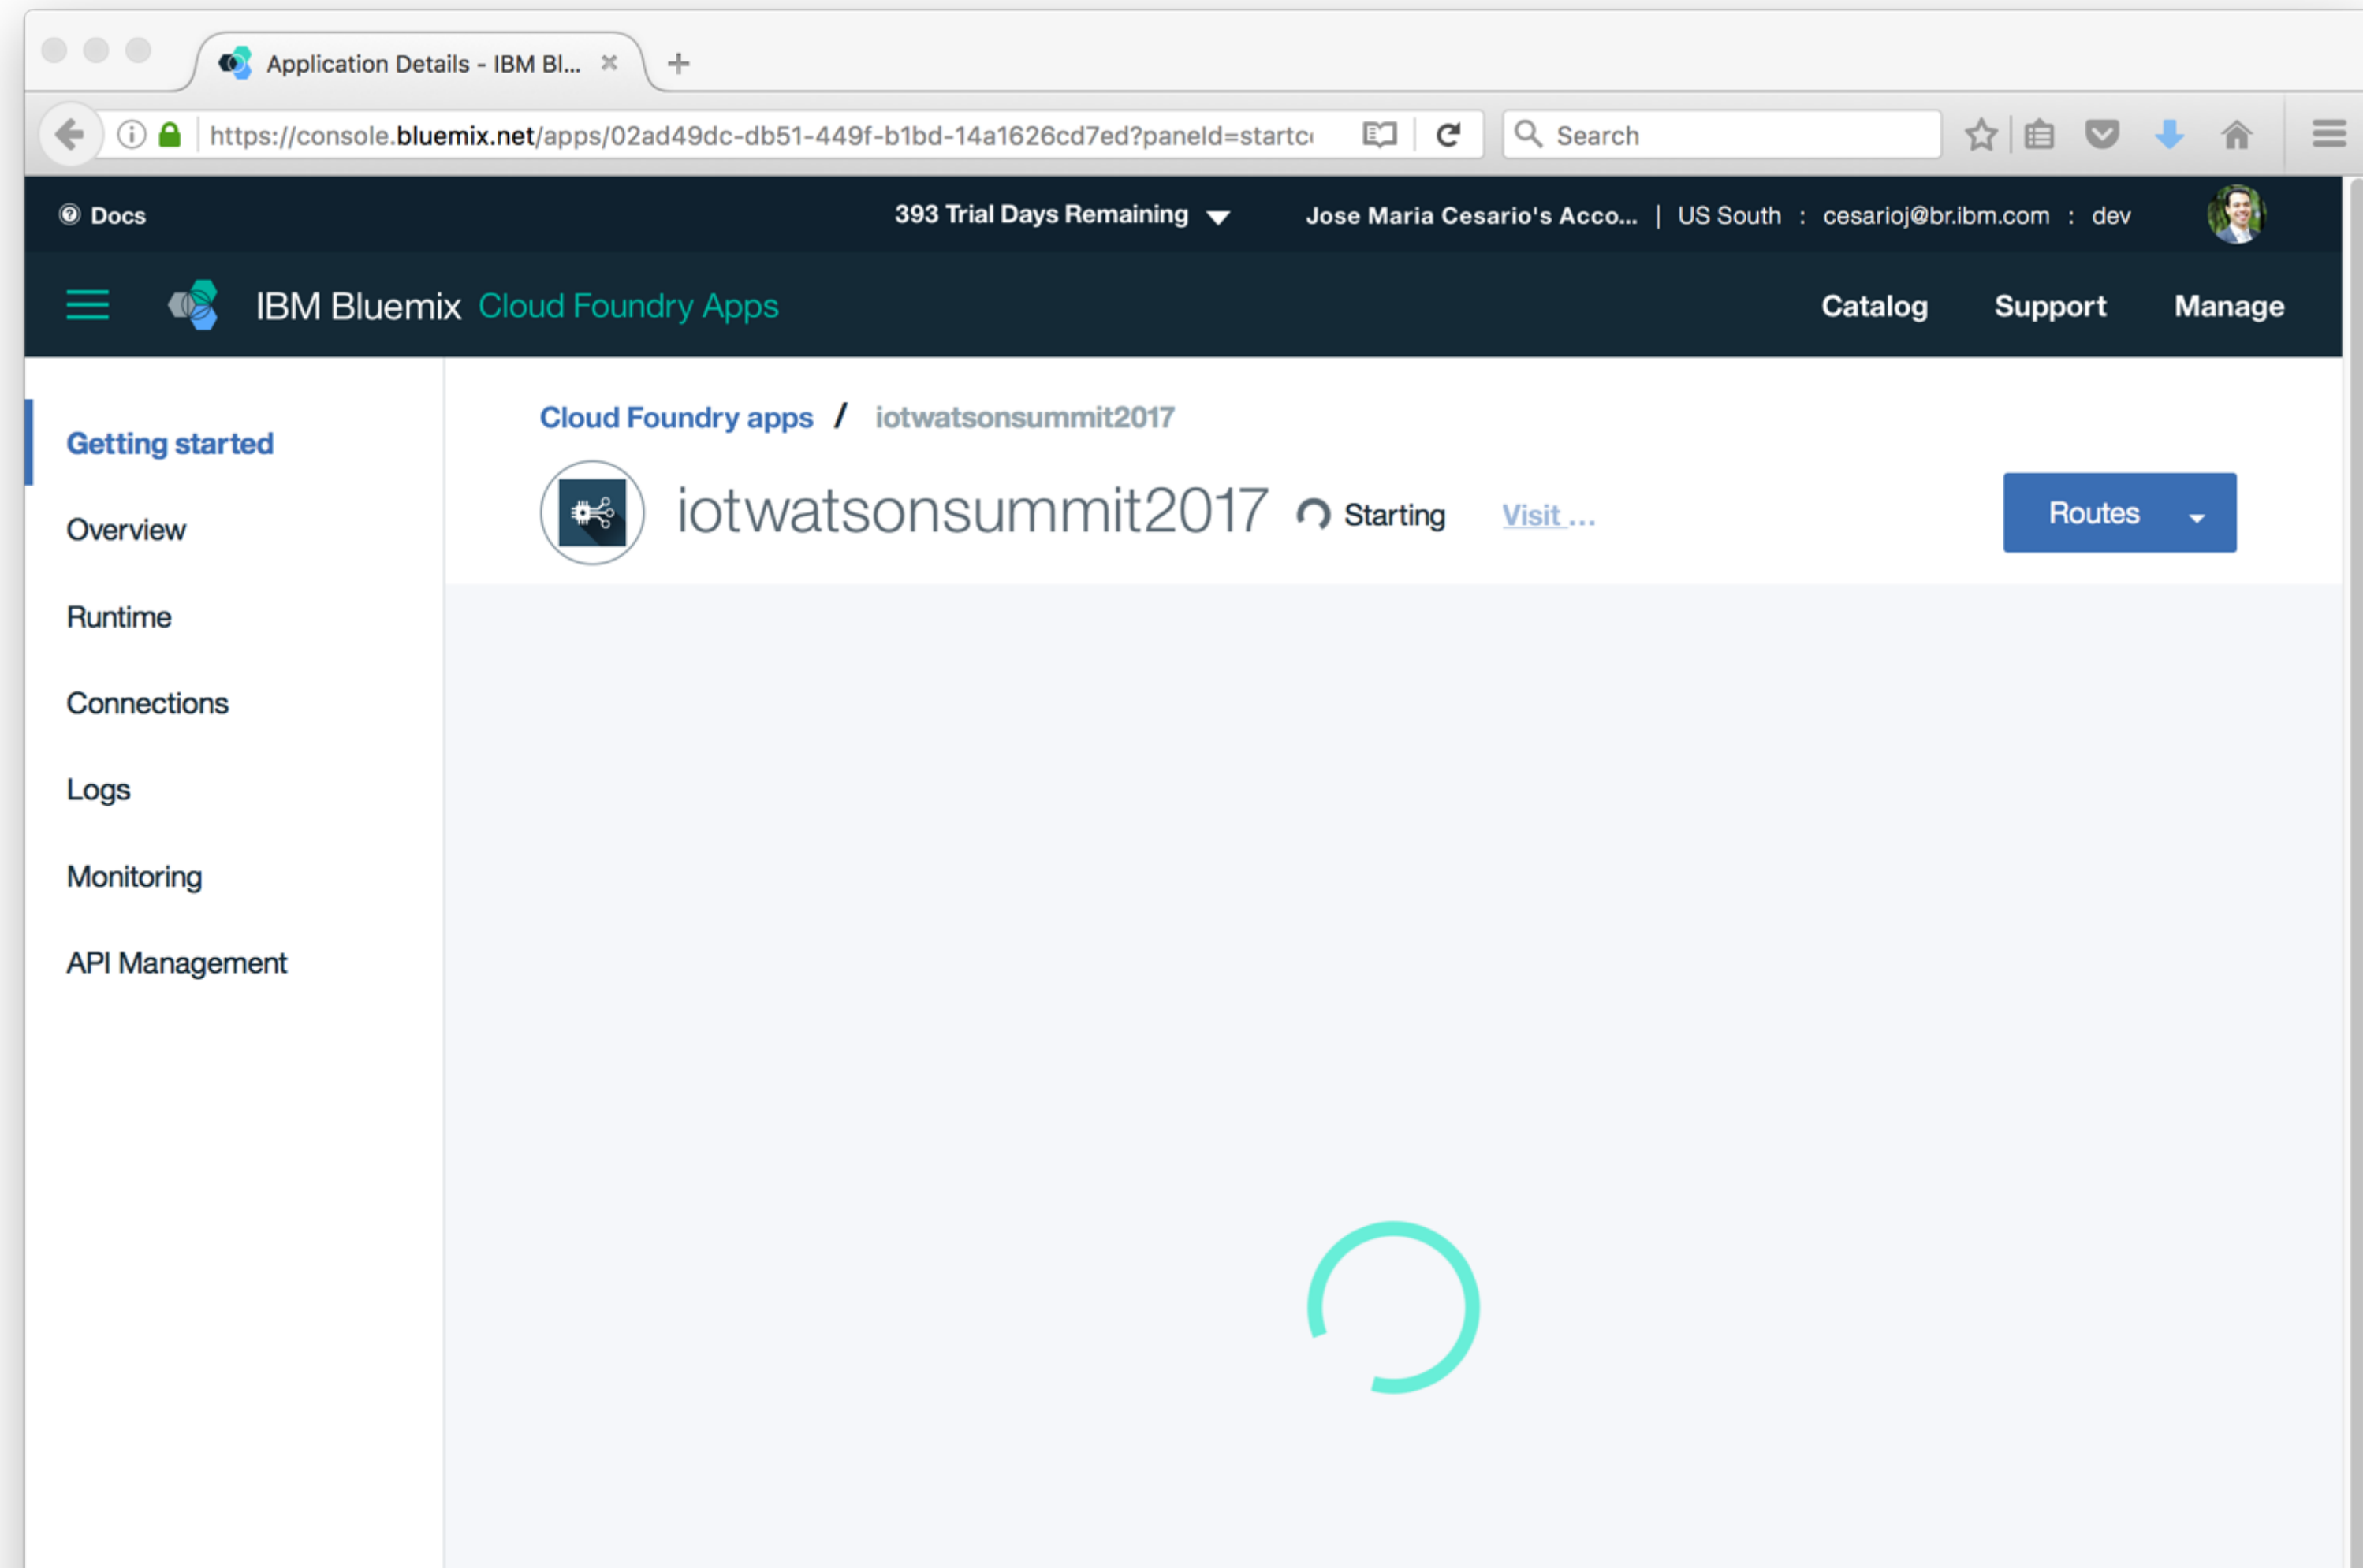 Application Details - IBM Bl...
https://console.bluemix.net/apps/02ad49dc-db51-449f-b1bd-14a1626cd7ed?paneId=startc
Search
Docs
393 Trial Days Remaining
Jose Maria Cesario's Acco... | US South : cesarioj@br.ibm.com : dev
IBM Bluemix Cloud Foundry Apps
Catalog
Support
Manage
Getting started
Overview
Runtime
Connections
Logs
Monitoring
API Management
Cloud Foundry apps / iotwatsonsummit2017
iotwatsonsummit2017
Starting
Visit ...
Routes